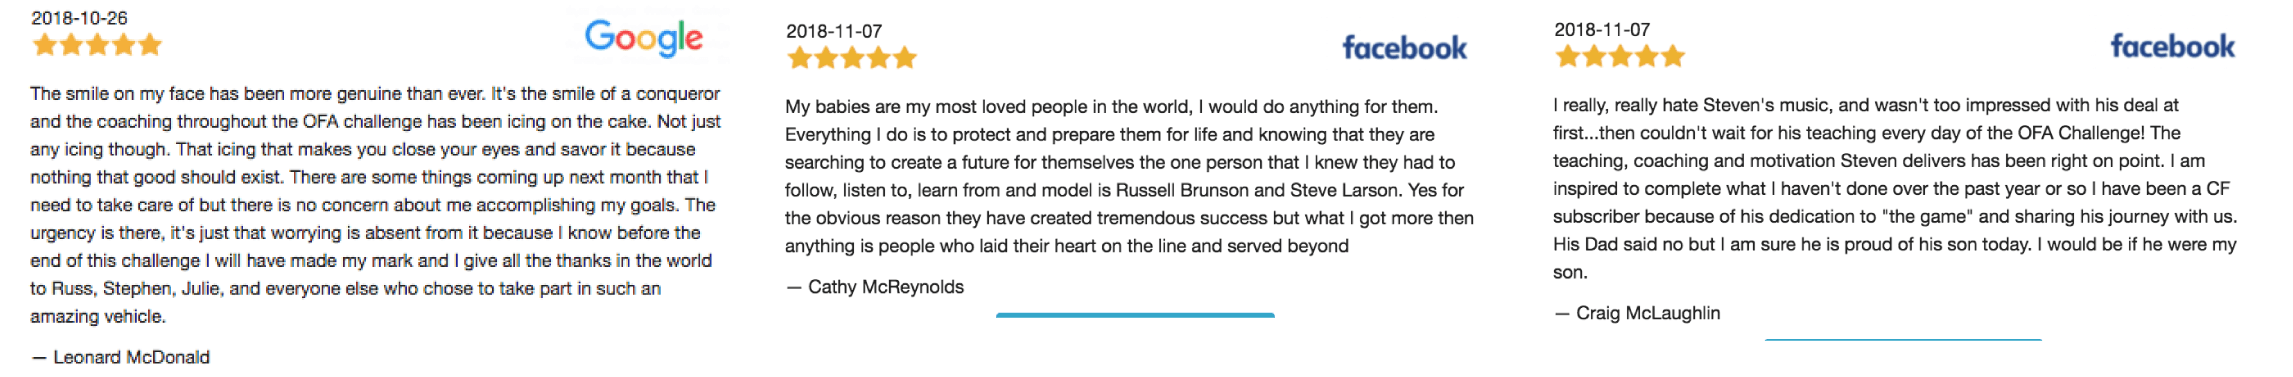 2018-10-26
Google
The smile on my face has been more genuine than ever. It's the smile of a conqueror
and the coaching throughout the OFA challenge has been icing on the cake. Not just
any icing though. That icing that makes you close your eyes and savor it because
nothing that good should exist. There are some things coming up next month that I
need to take care of but there is no concern about me accomplishing my goals. The
urgency is there, it's just that worrying is absent from it because I know before the
end of this challenge I will have made my mark and I give all the thanks in the world
to Russ, Stephen, Julie, and everyone else who chose to take part in such an
amazing vehicle.
— Leonard McDonald
2018-11-07
facebook
My babies are my most loved people in the world, I would do anything for them.
Everything I do is to protect and prepare them for life and knowing that they are
searching to create a future for themselves the one person that I knew they had to
follow, listen to, learn from and model is Russell Brunson and Steve Larson. Yes for
the obvious reason they have created tremendous success but what I got more then
anything is people who laid their heart on the line and served beyond
— Cathy McReynolds
2018-11-07
facebook
I really, really hate Steven's music, and wasn't too impressed with his deal at
first...then couldn't wait for his teaching every day of the OFA Challenge! The
teaching, coaching and motivation Steven delivers has been right on point. I am
inspired to complete what I haven't done over the past year or so I have been a CF
subscriber because of his dedication to "the game" and sharing his journey with us.
His Dad said no but I am sure he is proud of his son today. I would be if he were my
son.
— Craig McLaughlin